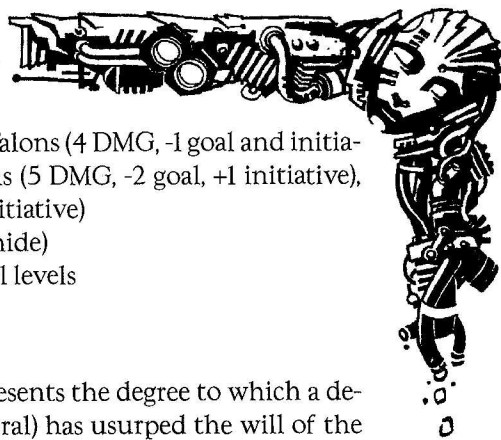 alons (4 DMG, -1 goal and initia-
s (5 DMG, -2 goal, +1 initiative),
itiative)
hide)
l levels
resents the degree to which a de-
ral) has usurped the will of the